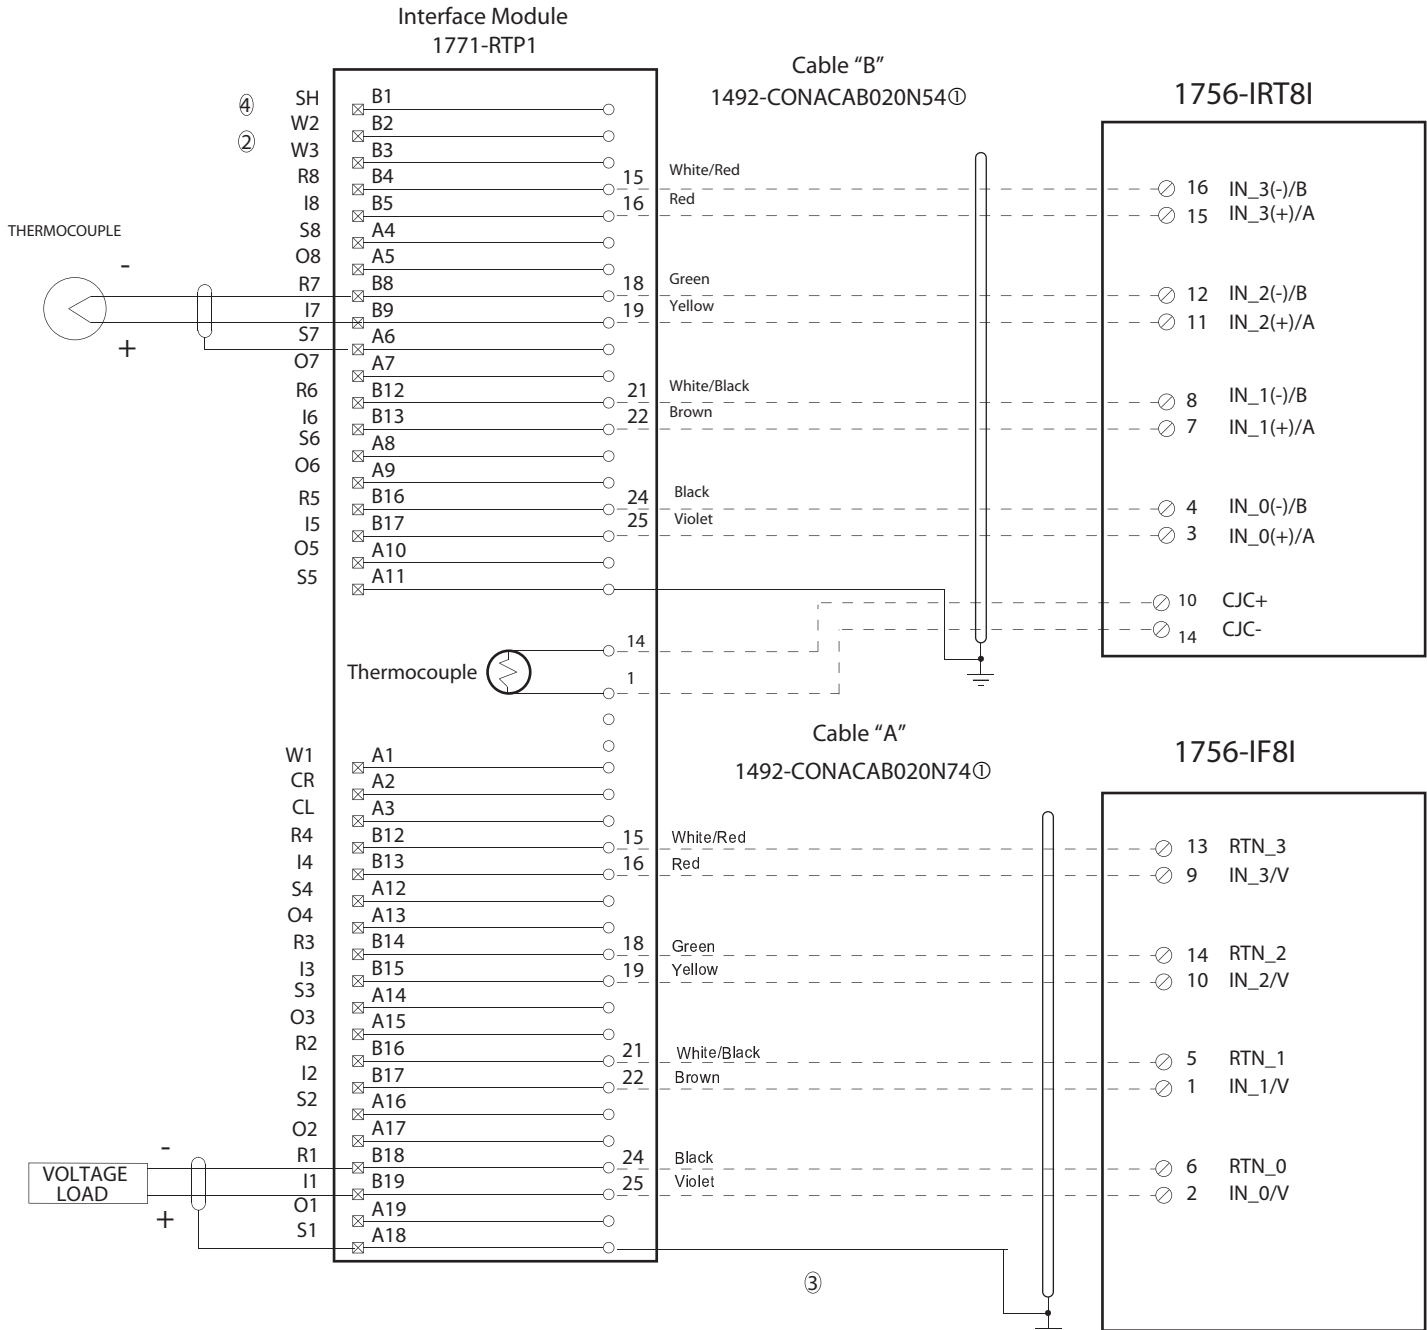 Interface Module
1771-RTP1
Cable “B”
1492-CONACAB020N54①
1756-IRT8I
④ SH B1
W2 B2
② W3 B3
R8 B4 15 White/Red 16 IN_3(-)/B
I8 B5 16 Red 15 IN_3(+)/A
S8 A4
THERMOCOUPLE
O8 A5
-
R7 B8 18 Green 12 IN_2(-)/B
I7 B9 19 Yellow 11 IN_2(+)/A
S7 A6
+
O7 A7
R6 B12 21 White/Black 8 IN_1(-)/B
I6 B13 22 Brown 7 IN_1(+)/A
S6 A8
O6 A9
R5 B16 24 Black 4 IN_0(-)/B
I5 B17 25 Violet 3 IN_0(+)/A
O5 A10
S5 A11
10 CJC+
14 CJC-
14
Thermocouple
1
Cable “A”
1492-CONACAB020N74①
1756-IF8I
W1 A1
CR A2
CL A3
R4 B12 15 White/Red 13 RTN_3
I4 B13 16 Red 9 IN_3/V
S4 A12
O4 A13
R3 B14 18 Green 14 RTN_2
I3 B15 19 Yellow 10 IN_2/V
S3 A14
O3 A15
R2 B16 21 White/Black 5 RTN_1
I2 B17 22 Brown 1 IN_1/V
S2 A16
O2 A17
-
R1 B18 24 Black 6 RTN_0
VOLTAGE
LOAD
I1 B19 25 Violet 2 IN_0/V
+
O1 A19
S1 A18
③